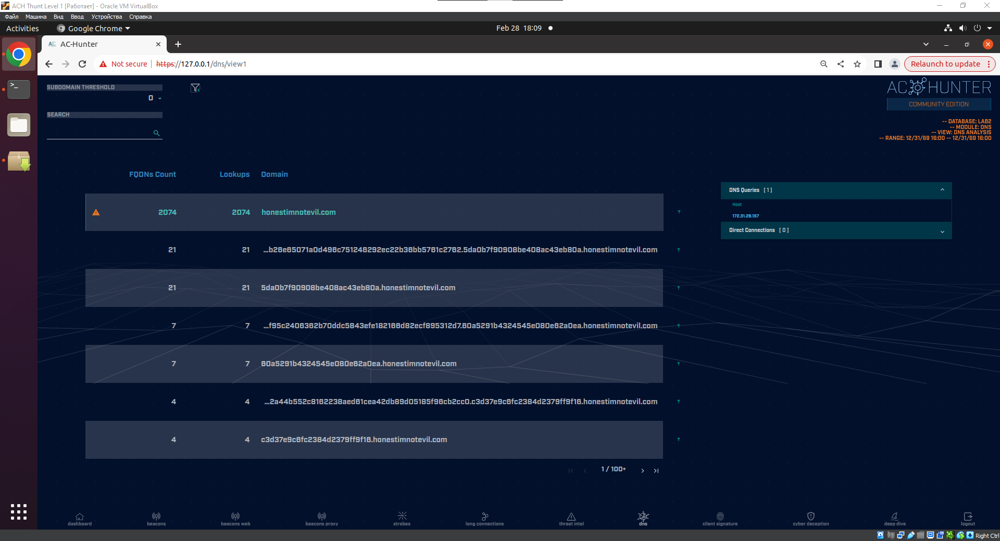 ACH Thunt Level 1 [Работает] - Oracle VM VirtualBox
Файл Машина Вид Ввод Устройства Справка
Activities Google Chrome Feb 28 18:09
AC-Hunter
Not secure https://127.0.0.1/dns/view1 Relaunch to update
SUBDOMAIN THRESHOLD
0
SEARCH
AC HUNTER
COMMUNITY EDITION
-- DATABASE: LAB2
-- MODULE: DNS
-- VIEW: DNS ANALYSIS
-- RANGE: 12/31/69 16:00 -- 12/31/69 16:00
FQDNs Count Lookups Domain
2074 2074 honestimnotevil.com
21 21 ...b26e65071a0d496c751246292ec22b36bb5761c2762.5da0b7f90908be408ac43eb80a.honestimnotevil.com
21 21 5da0b7f90908be408ac43eb80a.honestimnotevil.com
7 7 ...f95c2406362b70ddc5843efe182166d82ecf895312d7.60a5291b4324545e080e62a0ea.honestimnotevil.com
7 7 60a5291b4324545e080e62a0ea.honestimnotevil.com
4 4 ...2a44b552c8162238aed61cea42db89d05185f96cb2cc0.c3d37e9c6fc2384d2379ff9f16.honestimnotevil.com
4 4 c3d37e9c6fc2384d2379ff9f16.honestimnotevil.com
1 / 100+
DNS Queries [ 1 ]
Host
172.31.26.157
Direct Connections [ 0 ]
dashboard beacons beacons web beacons proxy strobes long connections threat intel dns client signature cyber deception deep dive logout
Right Ctrl